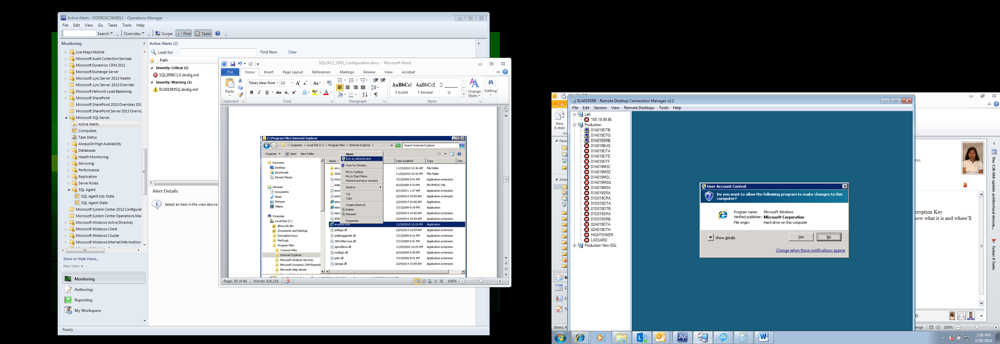 Active Alerts - DODIGSCOM2012 - Operations Manager
File Edit View Go Tasks Tools Help
Search Overrides Scope Find Tasks
Monitoring
Live Maps Mobile
Microsoft Audit Collection Services
Microsoft Dynamics CRM 2011
Microsoft Exchange Server
Microsoft Lync Server 2013 Health
Microsoft Lync Server 2013 Override
Microsoft Network Load Balancing
Microsoft SharePoint
Microsoft SharePoint 2010 Overrides 201
Microsoft SharePoint Server 2013 Overric
Microsoft SQL Server
Active Alerts
Computers
Task Status
AlwaysOn High Availability
Databases
Health Monitoring
Mirroring
Performance
Replication
Server Roles
SQL Agent
SQL Agent Job State
SQL Agent State
Microsoft System Center 2012 Configurat
Microsoft System Center Operations Mar
Microsoft Windows Active Directory
Microsoft Windows Client
Microsoft Windows Cluster
Microsoft Windows Internet Information
Show or Hide Views...
New View
Monitoring
Authoring
Reporting
My Workspace
Ready
Active Alerts (2)
Look for: Find Now Clear
Path
Severity: Critical (1)
SQL2008CLU.dodig.mil
Severity: Warning (1)
01A019MSQ.dodig.mil
Alert Details
Select an item in the view above
SQL2K12_SSRS_Configuration.docx - Microsoft Word
File Home Insert Page Layout References Mailings Review View Acrobat
Paste
Times New Rom 12
AaBbCcI AaBbCcI
3 bullet ¶ Normal st
Change Styles
Editing
Clipboard Font Paragraph Styles
C:\Program Files\Internet Explorer
Computer Local Disk (C:) Program Files Internet Explorer Search Internet Explorer
Organize Open New folder
Favorites
Desktop
Downloads
Recent Places
Libraries
Documents
Music
Pictures
Videos
Computer
Local Disk (C:)
$Recycle.Bin
Documents and Settings
Encryption Keys
PerfLogs
Program Files
Common Files
Internet Explorer
Microsoft Analysis Services
Microsoft Dynamics CRM Reporti
Microsoft Help Viewer
Open
Run as administrator
Scan for threats...
Pin to Taskbar
Pin to Start Menu
Restore previous versions
Send to
Cut
Copy
Create shortcut
Delete
Rename
Properties
Name Date modified Type Size
en-U 11/21/2010 12:46 AM File folder
SIGN 11/20/2010 10:33 PM File folder
hmm 7/13/2009 9:41 PM Application extension
ie8pr 6/10/2009 4:33 PM PROPDESC File
iecon 8/13/2011 1:27 AM Application extension
iedv 2/24/2014 10:59 AM Application extension
ieins 2/24/2014 10:58 AM Application
ielow 7/13/2009 9:39 PM Application
iepro 2/24/2014 10:59 AM Application extension
IESh 2/24/2014 10:59 AM Application extension
iexplore.exe 11/20/2010 10:24 PM Application
jsdbgui.dll 2/24/2014 10:59 AM Application extension
jsdebuggeride.dll 7/13/2009 9:41 PM Application extension
JSProfilerCore.dll 7/13/2009 9:41 PM Application extension
jsprofilerui.dll 11/20/2010 10:24 PM Application extension
msdbg2.dll 6/10/2009 4:30 PM Application extension
pdm.dll 7/13/2009 9:41 PM Application extension
sqmapi.dll 2/24/2014 10:59 AM Application extension
Page: 30 of 66 Words: 8/8,216 100%
File
New E-mail
Favo
Items: 4
01A019SRB - Remote Desktop Connection Manager v2.2
File Edit Session View Remote Desktops Tools Help
Lab
155.19.99.86
Production
01A019DTB
01A019DTG
01A019SRB
01A019BUG
01A019DTA
01A019DTE
01A019DTF
01A019MSC
01A019MSE
01A019MSL
01A019MSQ
01A019MSX
01A019SRA
01D019CRA
01D019DTA
01D019DTB
01D019SRA
01D019SRB
02A019DTA
02A019DTH
HIGHTOWER
LASSARD
Production Non-SQL
User Account Control
Do you want to allow the following program to make changes to this computer?
Program name: Microsoft Windows
Verified publisher: Microsoft Corporation
File origin: Hard drive on this computer
Show details Yes No
Change when these notifications appear
PM.
cryption Key
now what it is and where'll
D.
ange 100%
Thu 7:30 AM: update architectural docum...
Today: 0 Tasks
2:56 PM
3/26/2014